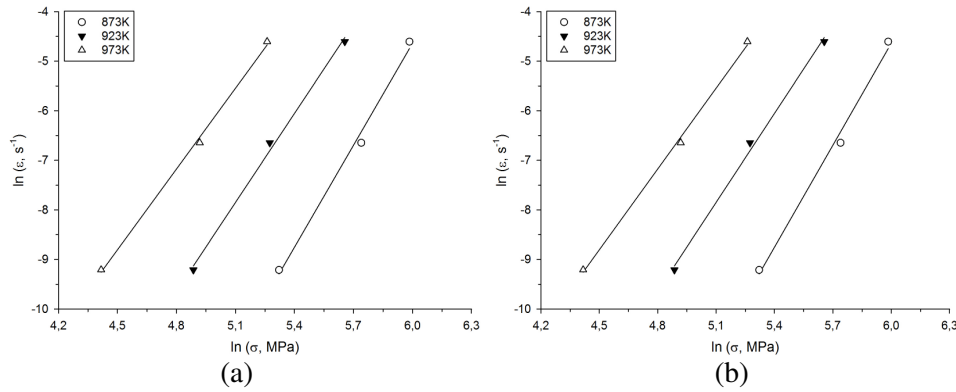 -4
873K
923K
973K
-5
-6
-7
-8
-9
-10
ln (ε, s⁻¹)
4,2 4,5 4,8 5,1 5,4 5,7 6,0 6,3
ln (σ, MPa)
(a)
-4
873K
923K
973K
-5
-6
-7
-8
-9
-10
ln (ε, s⁻¹)
4,2 4,5 4,8 5,1 5,4 5,7 6,0 6,3
ln (σ, MPa)
(b)